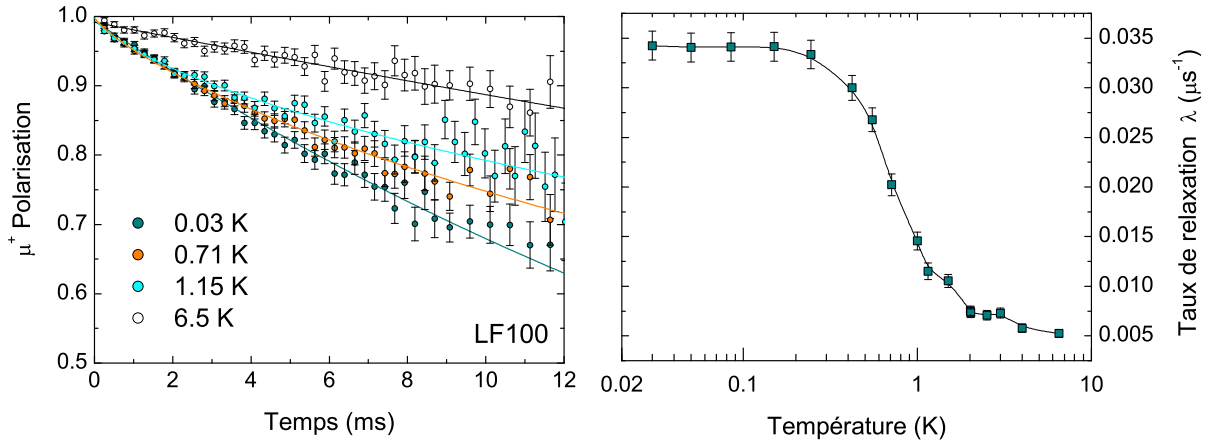 1.0
0.9
0.8
0.7
0.6
0.5
μ⁺ Polarisation
0.03 K
0.71 K
1.15 K
6.5 K
LF100
0 2 4 6 8 10 12
Temps (ms)
0.035
0.030
0.025
0.020
0.015
0.010
0.005
Taux de relaxation λ (μs⁻¹)
0.02 0.1 1 10
Température (K)